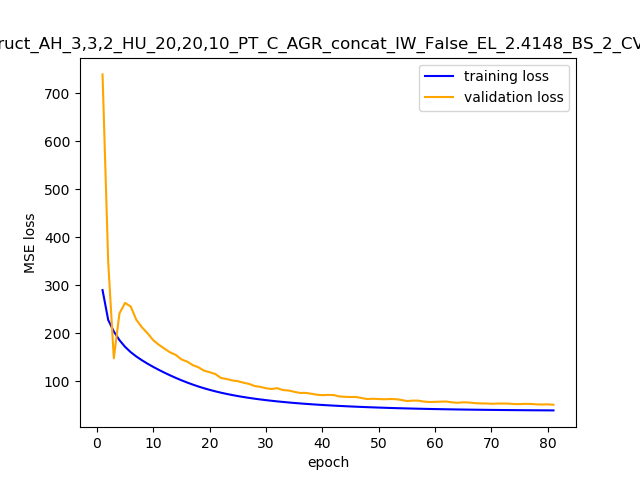 ruct_AH_3,3,2_HU_20,20,10_PT_C_AGR_concat_IW_False_EL_2.4148_BS_2_CV
training loss
validation loss
700
600
500
400
300
200
100
MSE loss
0 10 20 30 40 50 60 70 80
epoch